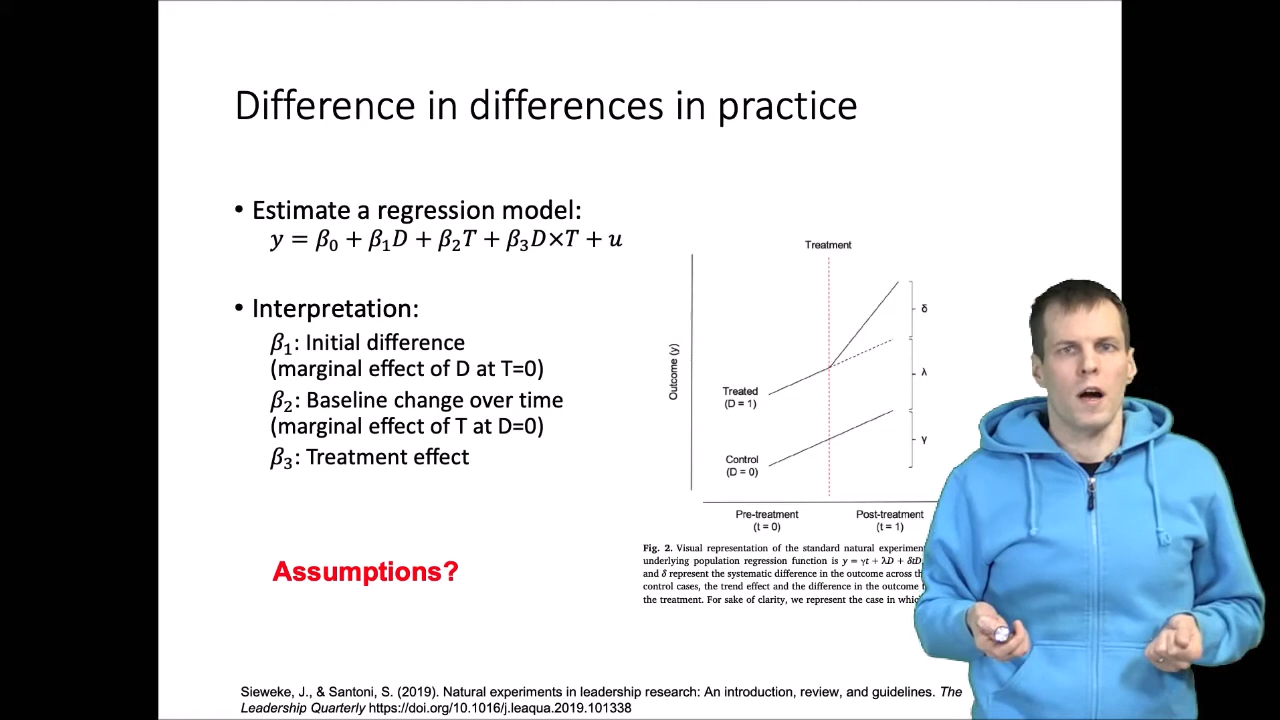 Difference in differences in practice
• Estimate a regression model:
y = β₀ + β₁D + β₂T + β₃D×T + u
• Interpretation:
β₁: Initial difference
(marginal effect of D at T=0)
β₂: Baseline change over time
(marginal effect of T at D=0)
β₃: Treatment effect
Assumptions?
Treatment
Outcome (y)
δ
λ
γ
Treated
(D = 1)
Control
(D = 0)
Pre-treatment
(t = 0)
Post-treatment
(t = 1)
Fig. 2. Visual representation of the standard natural experiment
underlying population regression function is y = γt + λD + δtD
and δ represent the systematic difference in the outcome across
control cases, the trend effect and the difference in the outcome
the treatment. For sake of clarity, we represent the case in
Sieweke, J., & Santoni, S. (2019). Natural experiments in leadership research: An introduction, review, and guidelines. The
Leadership Quarterly https://doi.org/10.1016/j.leaqua.2019.101338